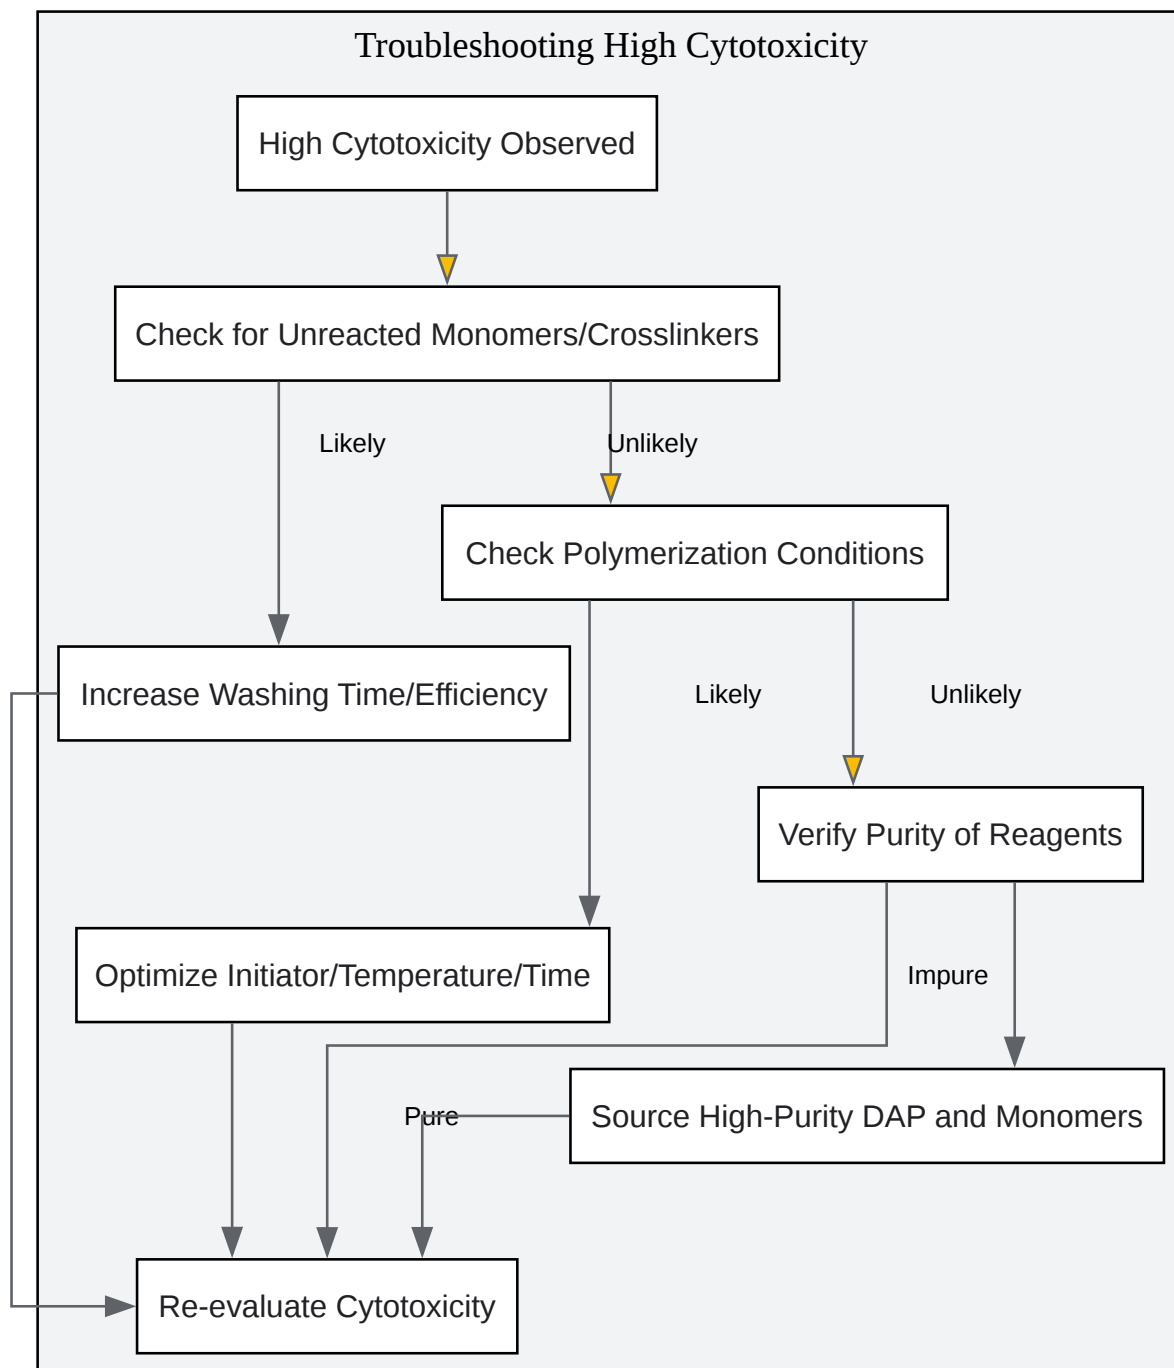 Troubleshooting High Cytotoxicity
High Cytotoxicity Observed
Check for Unreacted Monomers/Crosslinkers
Likely
Unlikely
Check Polymerization Conditions
Increase Washing Time/Efficiency
Likely
Unlikely
Verify Purity of Reagents
Optimize Initiator/Temperature/Time
Impure
Source High-Purity DAP and Monomers
Pure
Re-evaluate Cytotoxicity